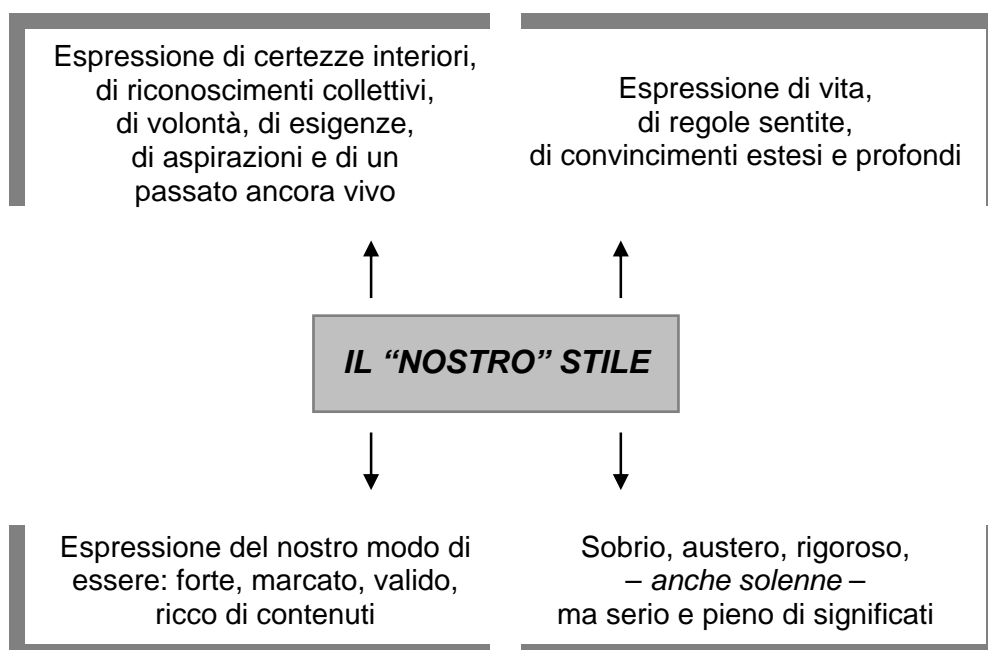 Espressione di certezze interiori,
di riconoscimenti collettivi,
di volontà, di esigenze,
di aspirazioni e di un
passato ancora vivo
Espressione di vita,
di regole sentite,
di convincimenti estesi e profondi
IL “NOSTRO” STILE
Espressione del nostro modo di
essere: forte, marcato, valido,
ricco di contenuti
Sobrio, austero, rigoroso,
– anche solenne –
ma serio e pieno di significati